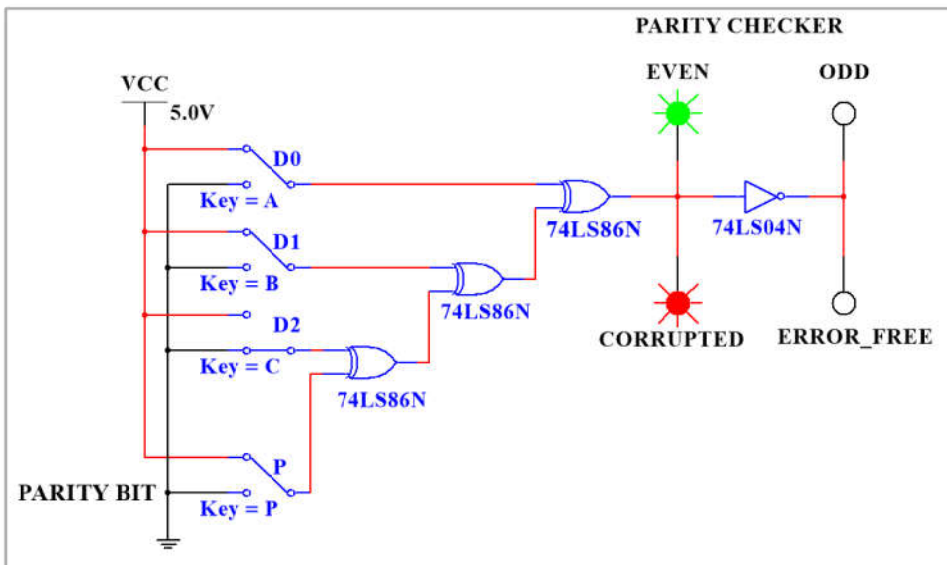 PARITY CHECKER
EVEN
ODD
VCC
5.0V
D0
Key = A
74LS86N
74LS04N
D1
Key = B
74LS86N
D2
Key = C
CORRUPTED
ERROR_FREE
74LS86N
P
PARITY BIT
Key = P